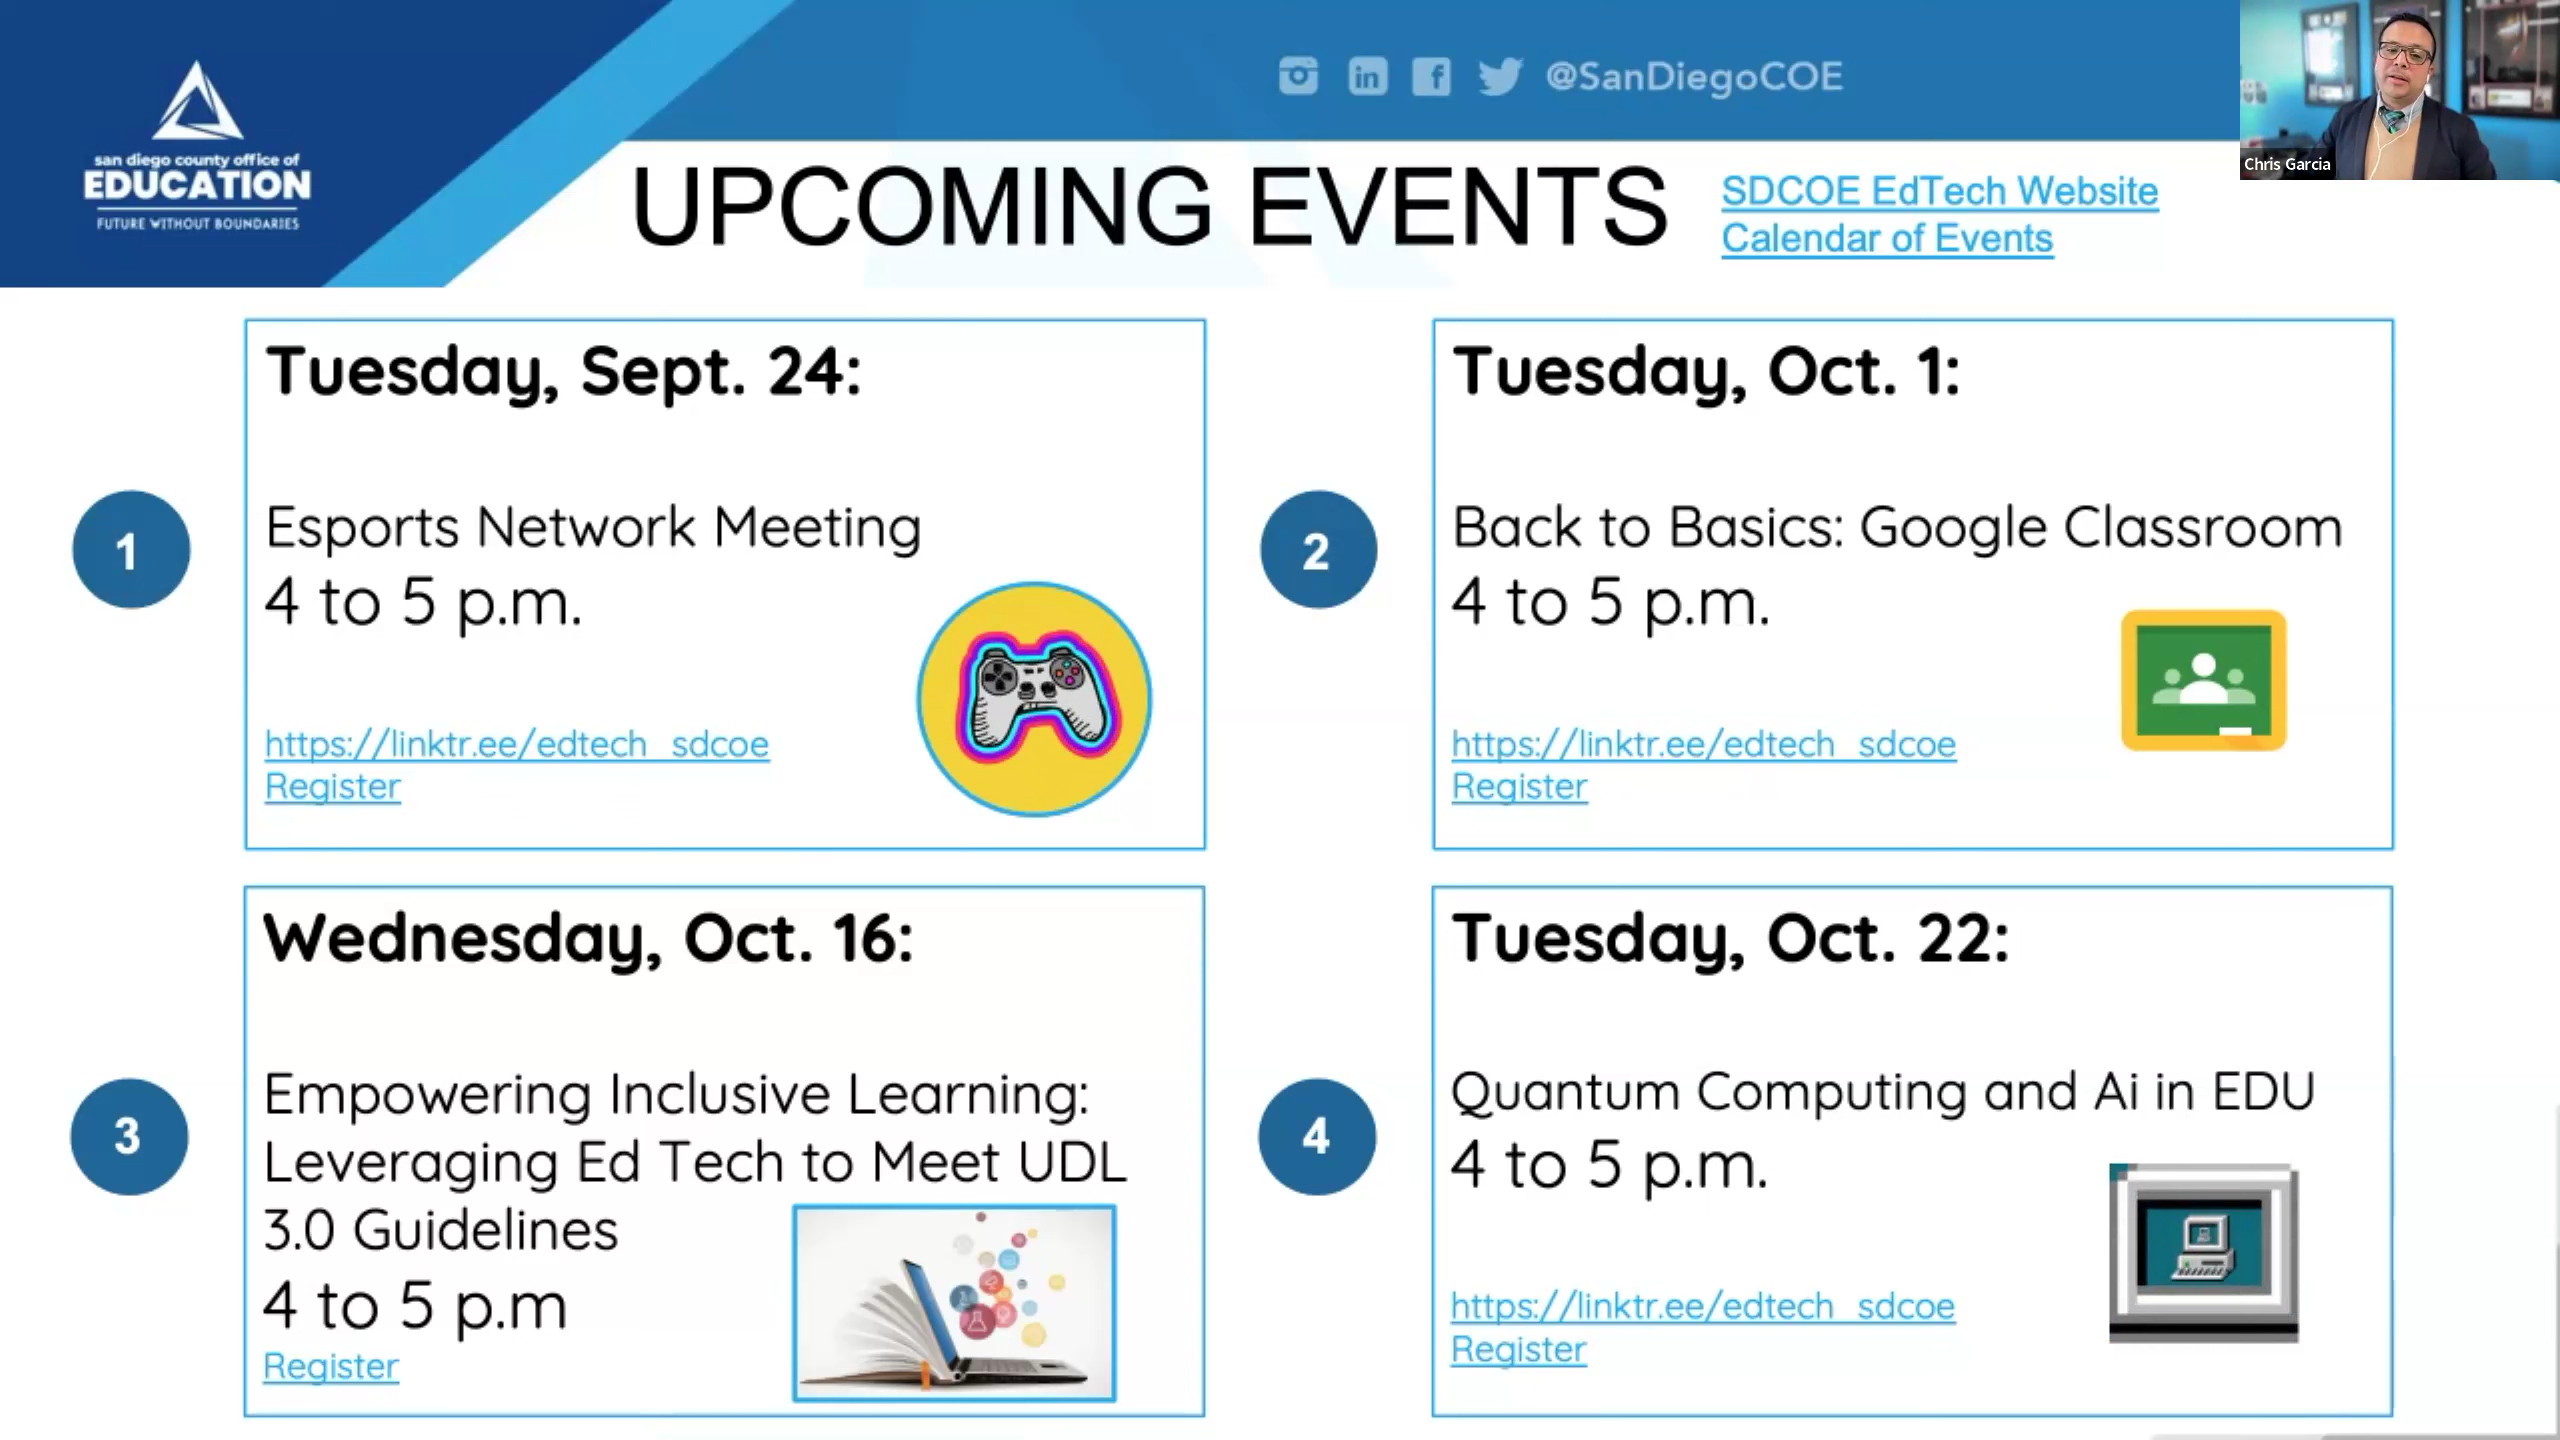 @SanDiegoCOE
Chris Garcia
san diego county office of
EDUCATION
FUTURE WITHOUT BOUNDARIES
UPCOMING EVENTS
SDCOE EdTech Website
Calendar of Events
1
Tuesday, Sept. 24:
Esports Network Meeting
4 to 5 p.m.
https://linktr.ee/edtech_sdcoe
Register
2
Tuesday, Oct. 1:
Back to Basics: Google Classroom
4 to 5 p.m.
https://linktr.ee/edtech_sdcoe
Register
3
Wednesday, Oct. 16:
Empowering Inclusive Learning:
Leveraging Ed Tech to Meet UDL
3.0 Guidelines
4 to 5 p.m
Register
4
Tuesday, Oct. 22:
Quantum Computing and Ai in EDU
4 to 5 p.m.
https://linktr.ee/edtech_sdcoe
Register